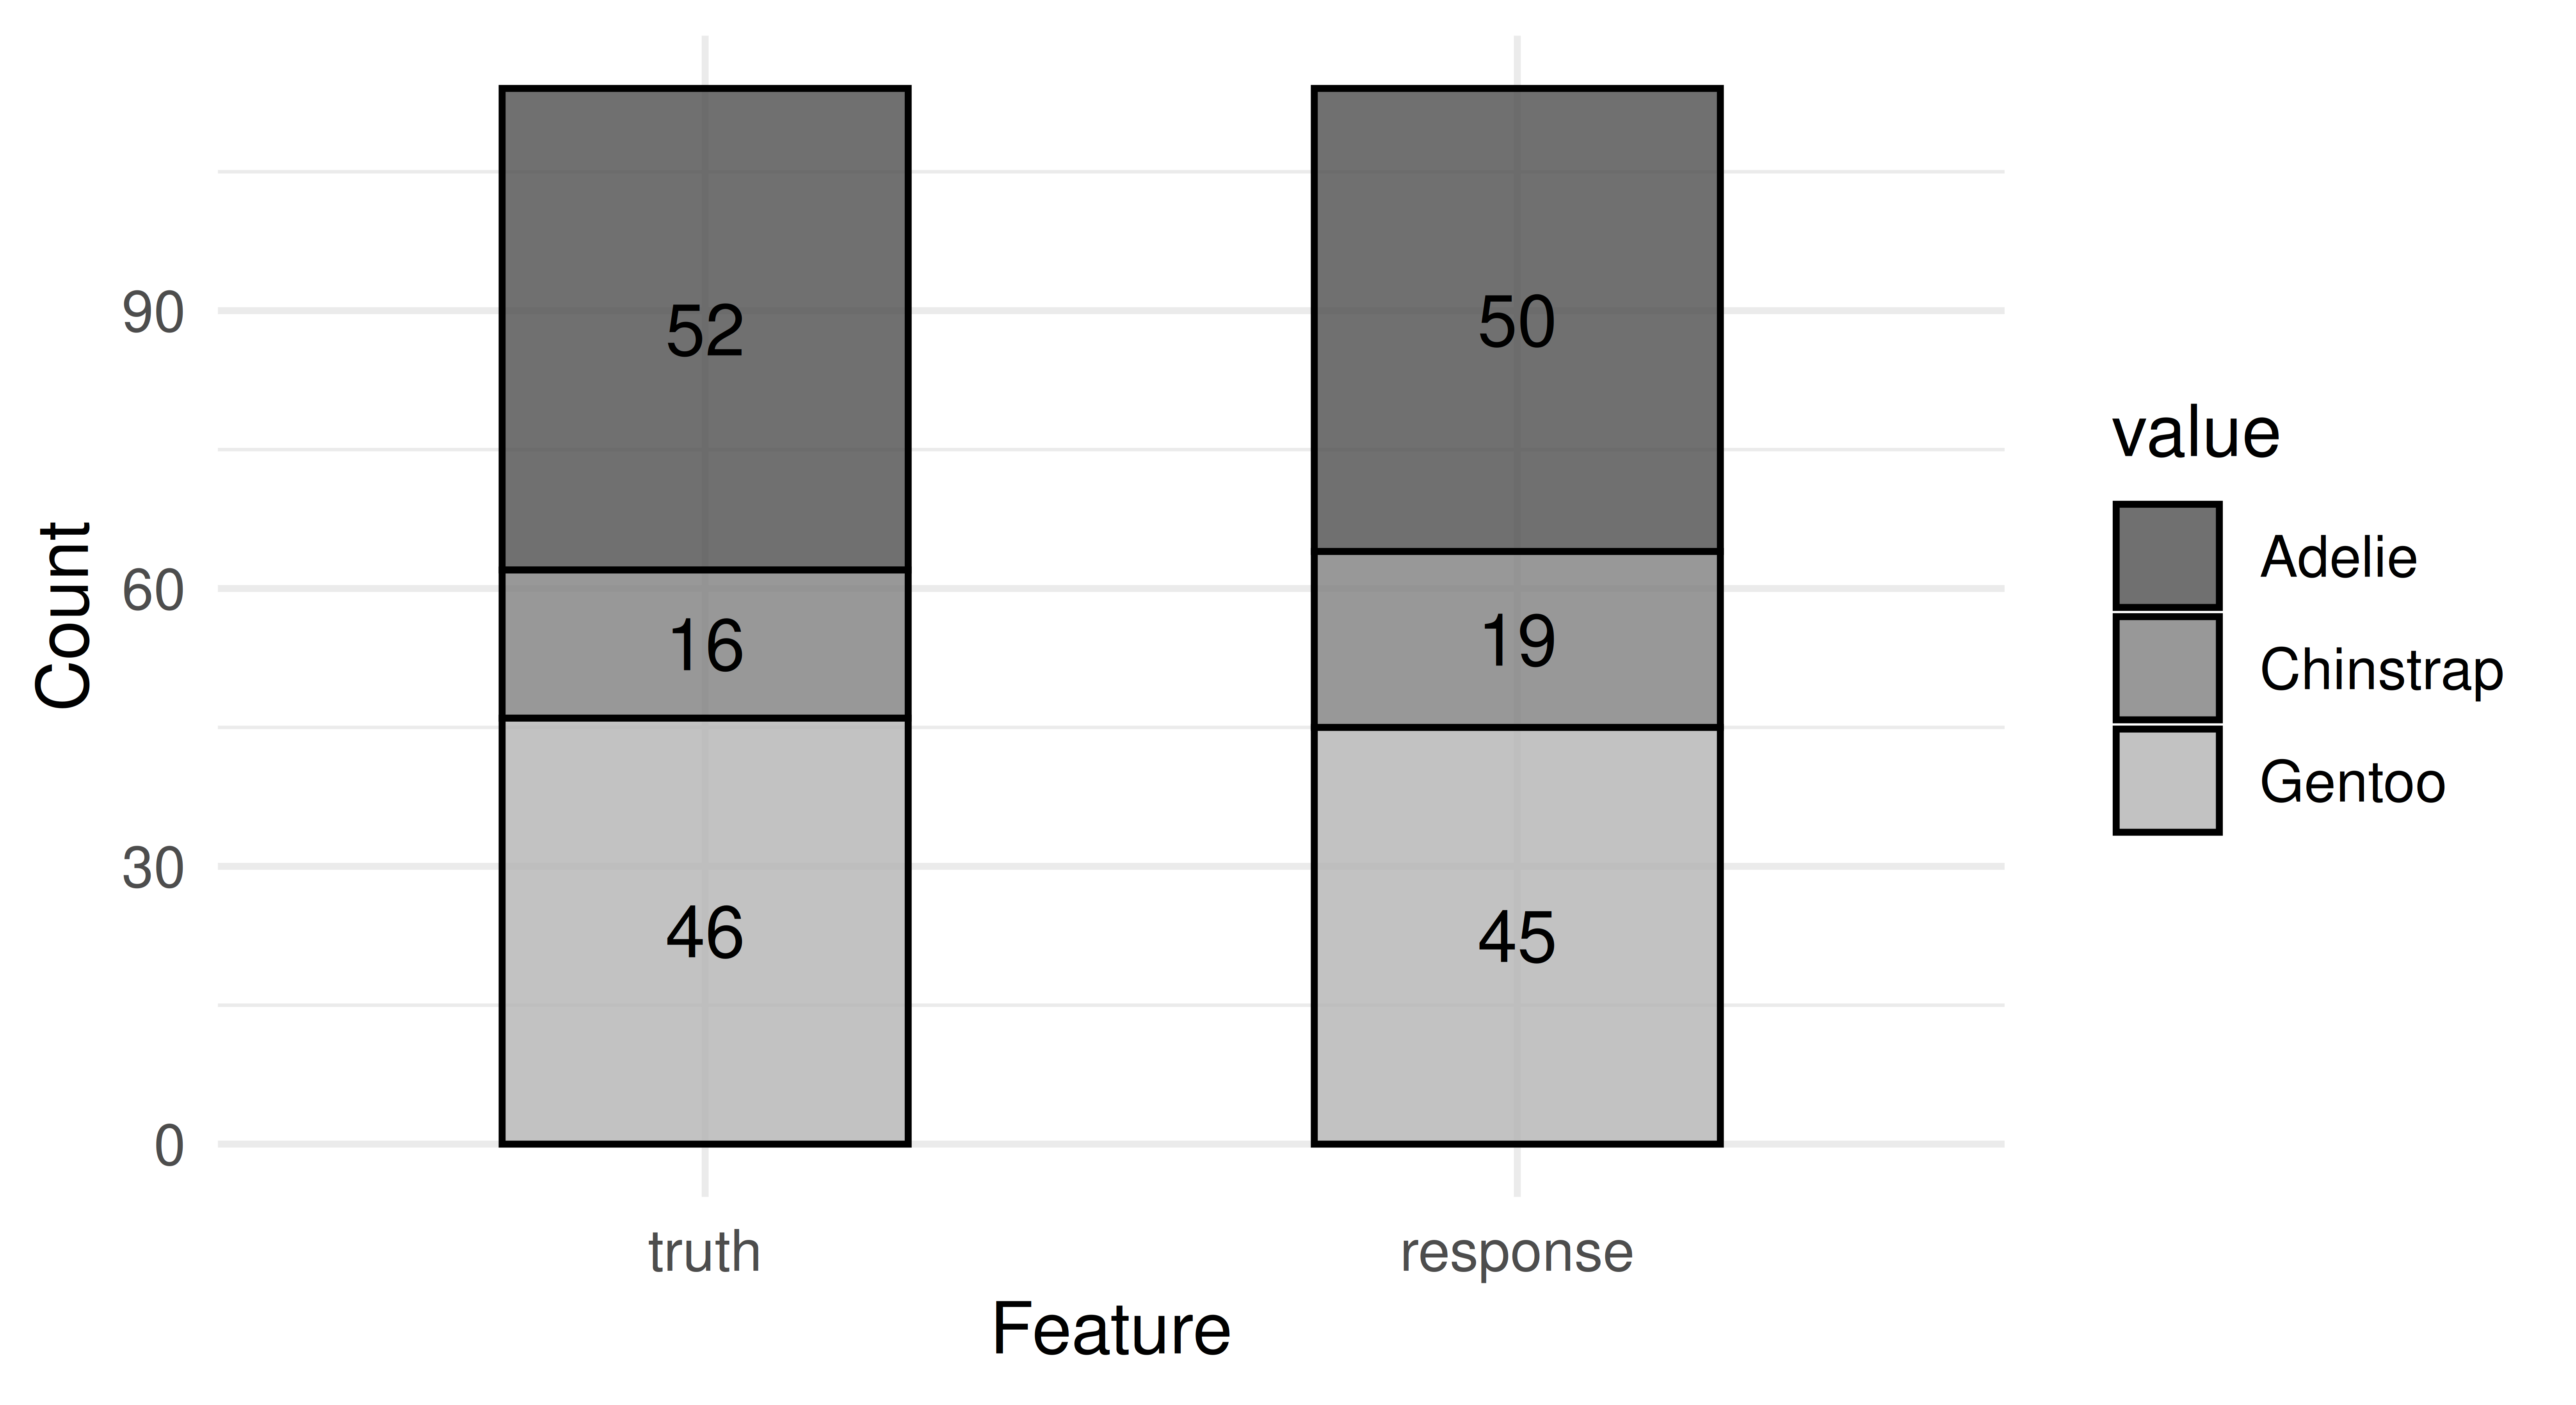 90
60
30
0
Count
52
16
46
50
19
45
truth
response
Feature
value
Adelie
Chinstrap
Gentoo